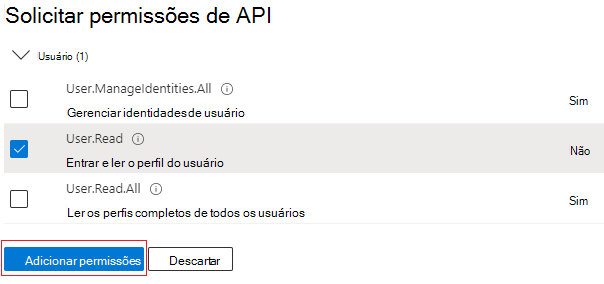 Solicitar permissões de API
Usuário (1)
User.ManageIdentities.All
Gerenciar identidades de usuário
Sim
User.Read
Entrar e ler o perfil do usuário
Não
User.Read.All
Ler os perfis completos de todos os usuários
Sim
Adicionar permissões
Descartar